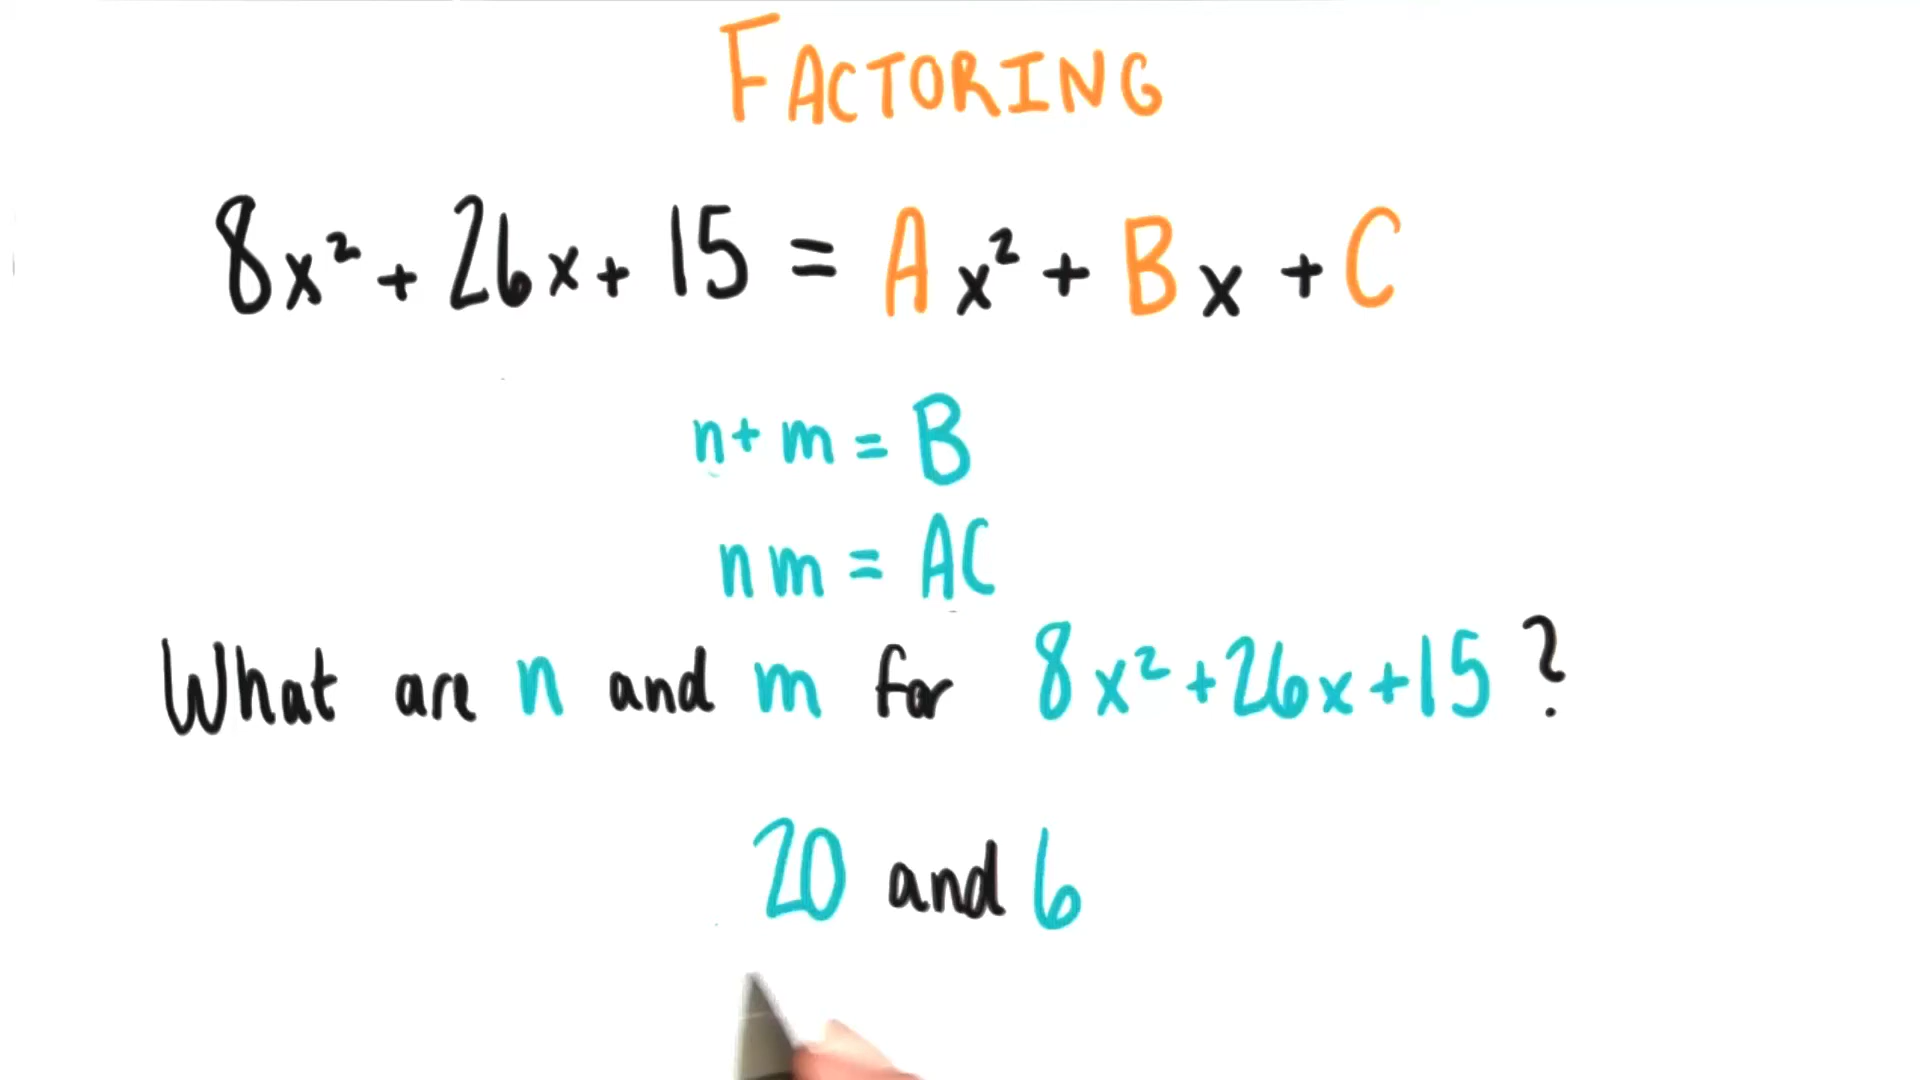 FACTORING
8x² + 26x + 15 = Ax² + Bx + C
n + m = B
nm = AC
What are n and m for 8x² + 26x + 15?
20 and 6